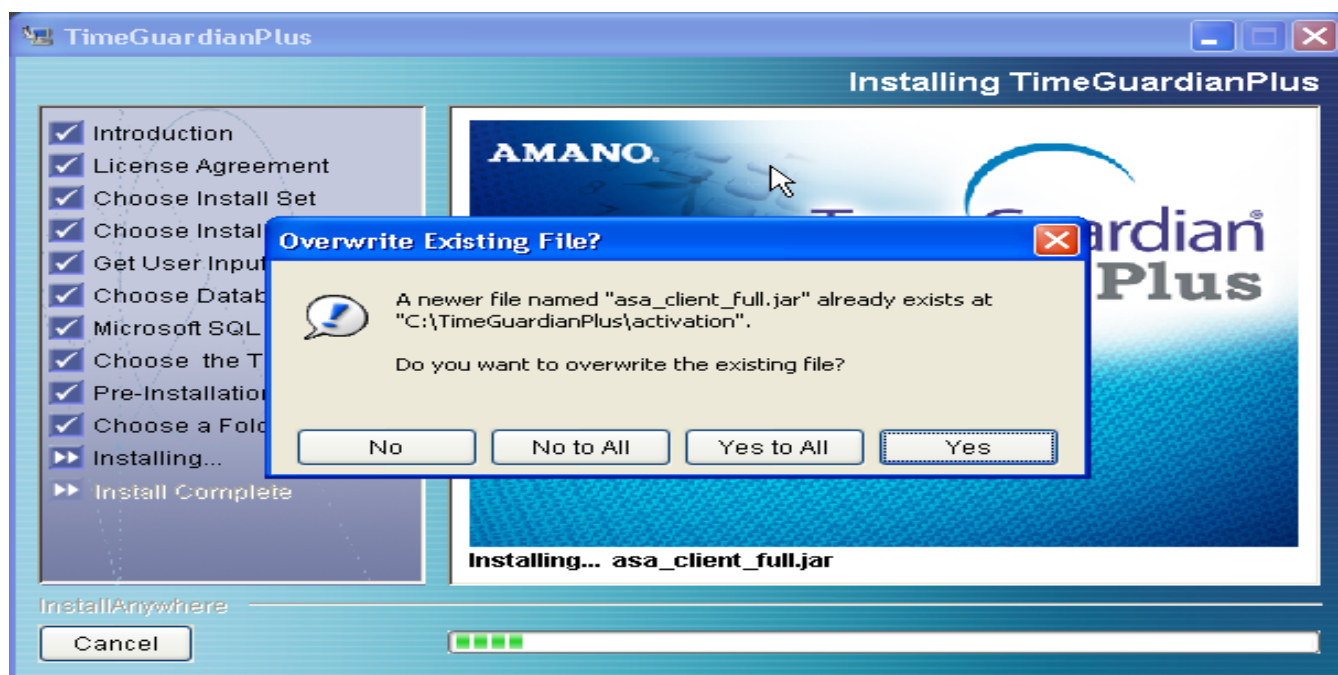 TimeGuardianPlus
Installing TimeGuardianPlus
Introduction
License Agreement
Choose Install Set
Choose Instal
Get User Input
Choose Datab
Microsoft SQL
Choose the T
Pre-Installation
Choose a Fold
Installing...
Install Complete
AMANO.
ardian
Plus
Overwrite Existing File?
A newer file named "asa_client_full.jar" already exists at
"C:\TimeGuardianPlus\activation".
Do you want to overwrite the existing file?
No
No to All
Yes to All
Yes
Installing... asa_client_full.jar
InstallAnywhere
Cancel